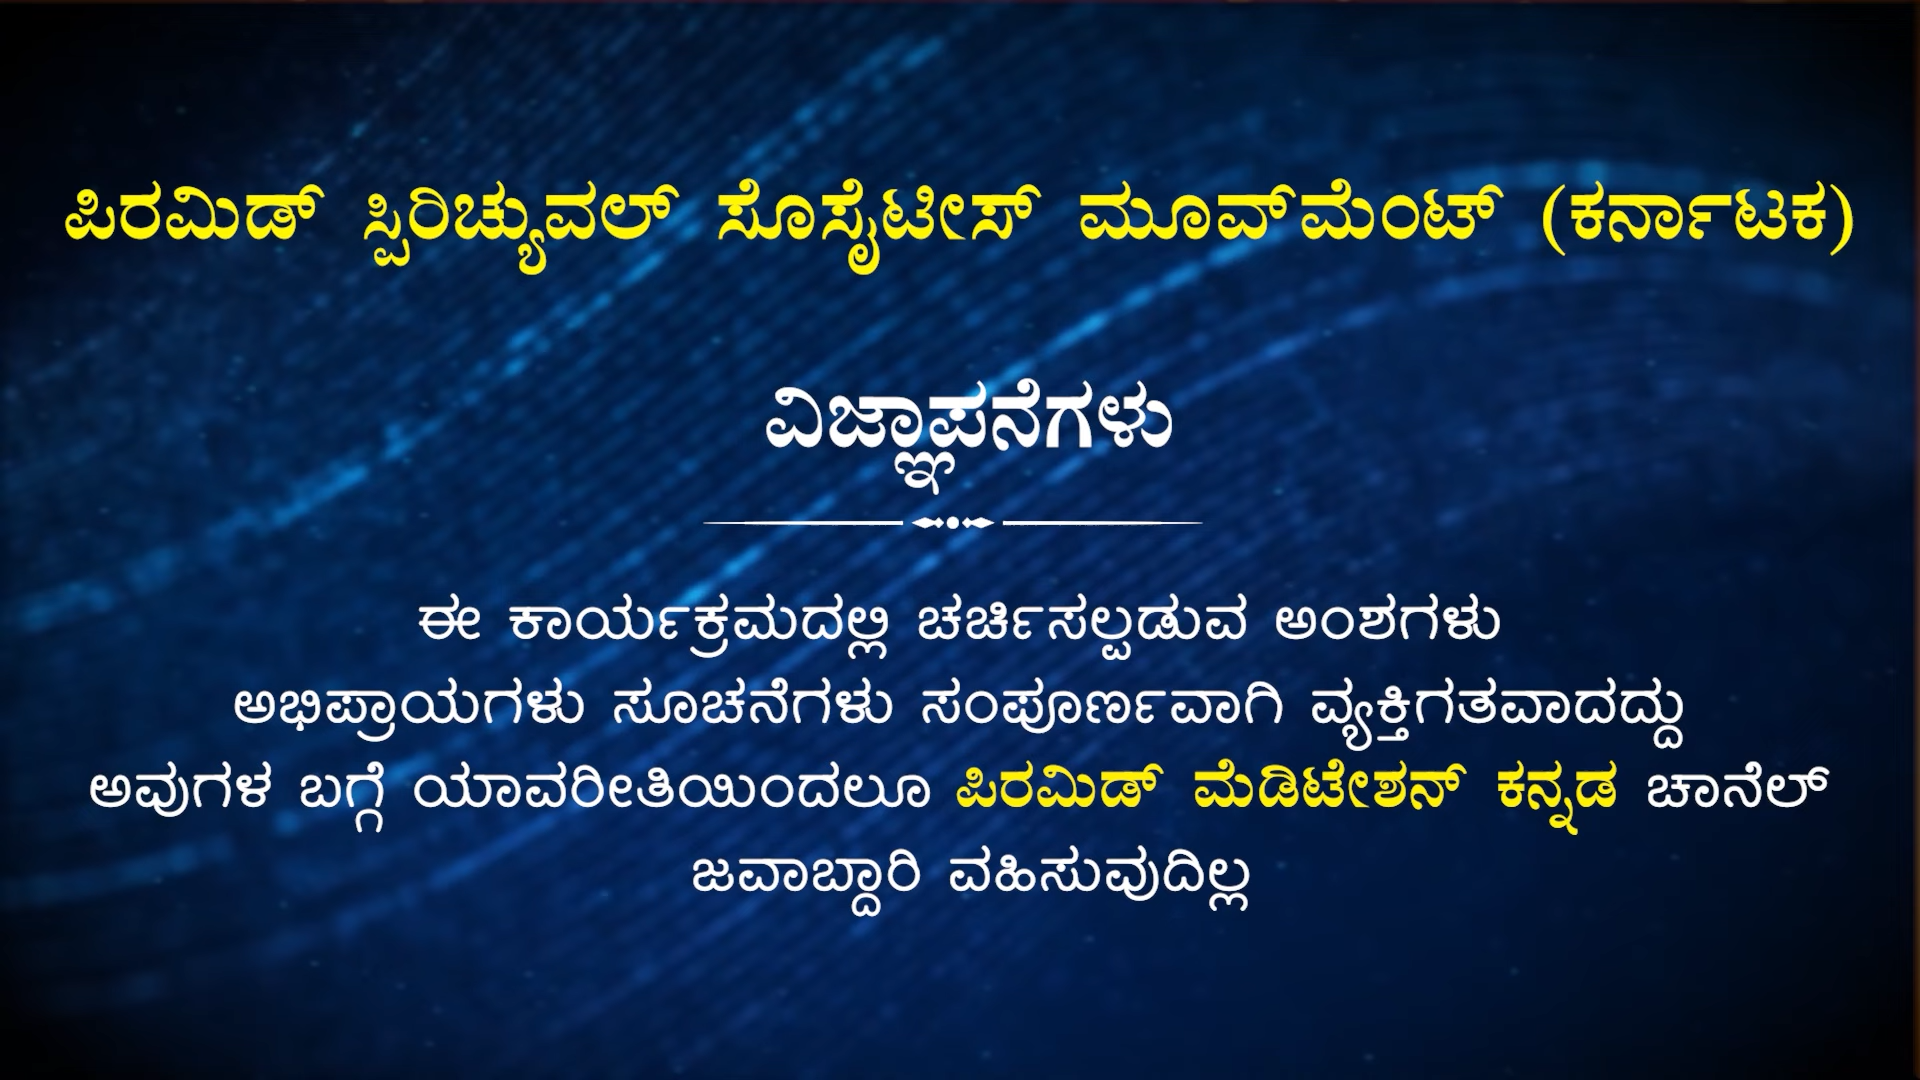 ಪಿರಮಿಡ್ ಸ್ಪಿರಿಚ್ಯುವಲ್ ಸೊಸೈಟೀಸ್ ಮೂವ್‌ಮೆಂಟ್ (ಕರ್ನಾಟಕ)
ವಿಜ್ಞಾಪನೆಗಳು
ಈ ಕಾರ್ಯಕ್ರಮದಲ್ಲಿ ಚರ್ಚಿಸಲ್ಪಡುವ ಅಂಶಗಳು
ಅಭಿಪ್ರಾಯಗಳು ಸೂಚನೆಗಳು ಸಂಪೂರ್ಣವಾಗಿ ವ್ಯಕ್ತಿಗತವಾದದ್ದು
ಅವುಗಳ ಬಗ್ಗೆ ಯಾವರೀತಿಯಿಂದಲೂ ಪಿರಮಿಡ್ ಮೆಡಿಟೇಶನ್ ಕನ್ನಡ ಚಾನೆಲ್
ಜವಾಬ್ದಾರಿ ವಹಿಸುವುದಿಲ್ಲ